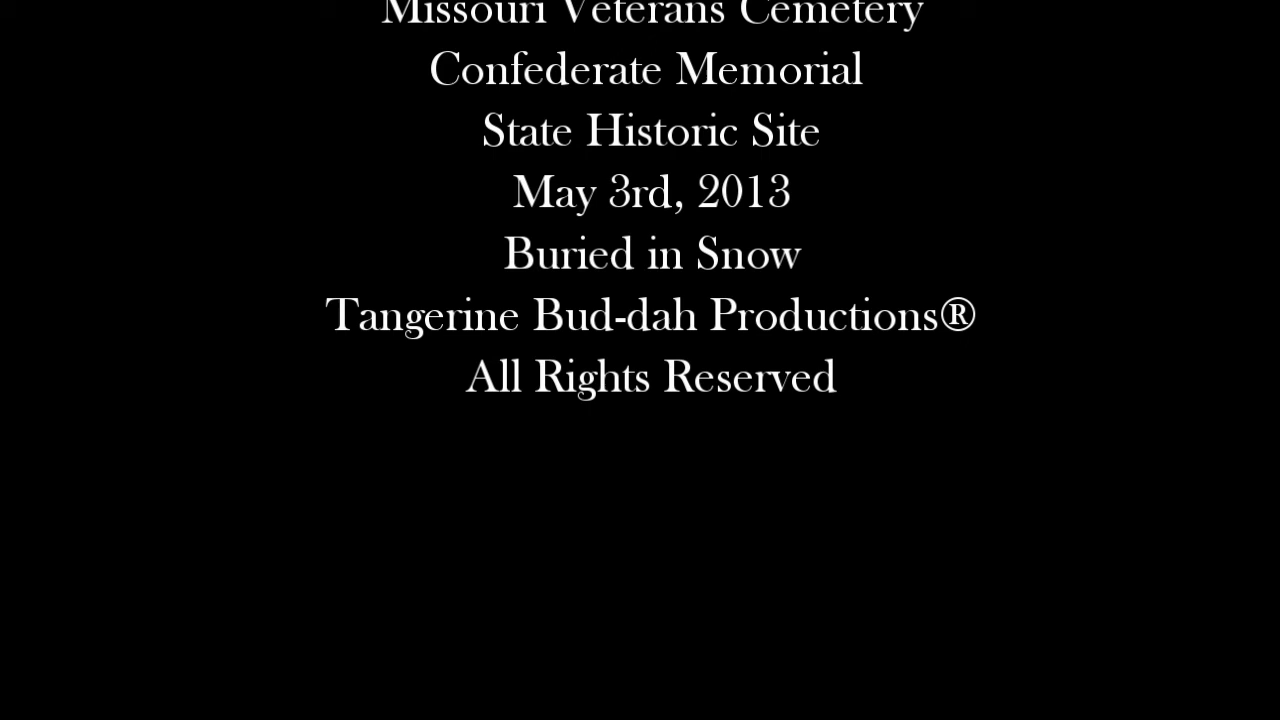 Missouri Veterans Cemetery
Confederate Memorial
State Historic Site
May 3rd, 2013
Buried in Snow
Tangerine Bud-dah Productions®
All Rights Reserved